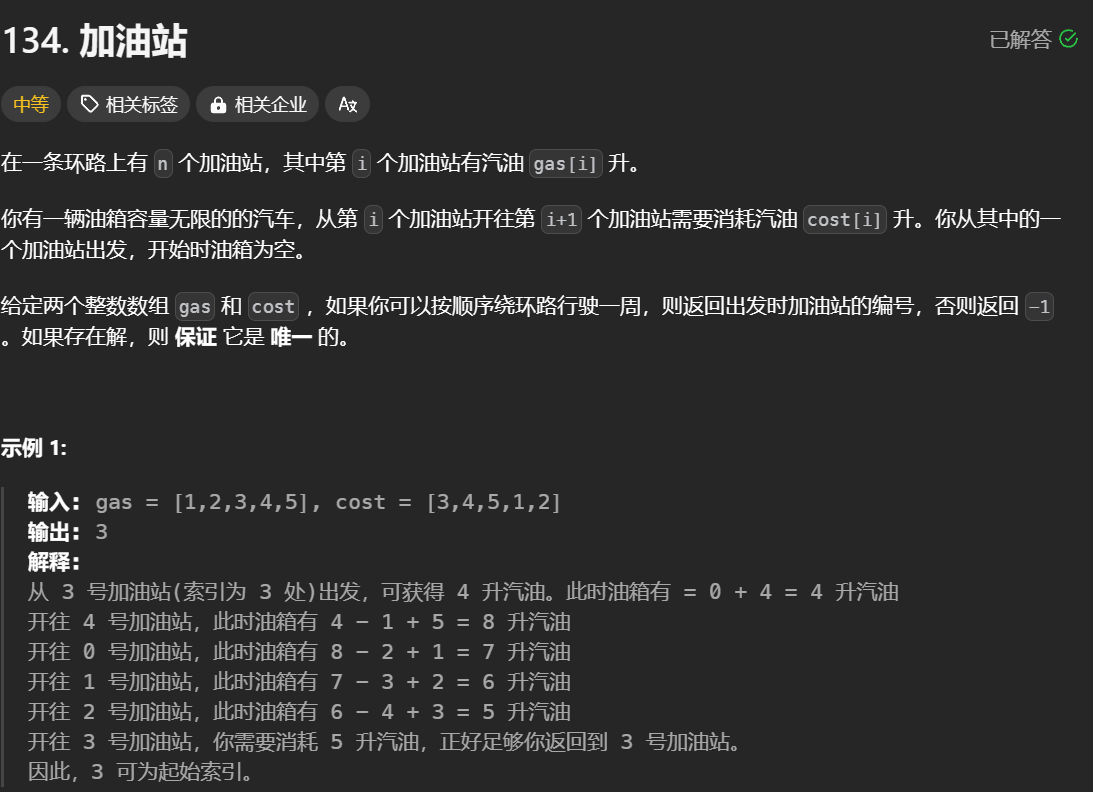 134. 加油站
已解答
中等
相关标签
相关企业
在一条环路上有 n 个加油站，其中第 i 个加油站有汽油 gas[i] 升。
你有一辆油箱容量无限的的汽车，从第 i 个加油站开往第 i+1 个加油站需要消耗汽油 cost[i] 升。你从其中的一
个加油站出发，开始时油箱为空。
给定两个整数数组 gas 和 cost ，如果你可以按顺序绕环路行驶一周，则返回出发时加油站的编号，否则返回 -1
。如果存在解，则 保证 它是 唯一 的。
示例 1:
输入: gas = [1,2,3,4,5], cost = [3,4,5,1,2]
输出: 3
解释:
从 3 号加油站(索引为 3 处)出发，可获得 4 升汽油。此时油箱有 = 0 + 4 = 4 升汽油
开往 4 号加油站，此时油箱有 4 - 1 + 5 = 8 升汽油
开往 0 号加油站，此时油箱有 8 - 2 + 1 = 7 升汽油
开往 1 号加油站，此时油箱有 7 - 3 + 2 = 6 升汽油
开往 2 号加油站，此时油箱有 6 - 4 + 3 = 5 升汽油
开往 3 号加油站，你需要消耗 5 升汽油，正好足够你返回到 3 号加油站。
因此，3 可为起始索引。